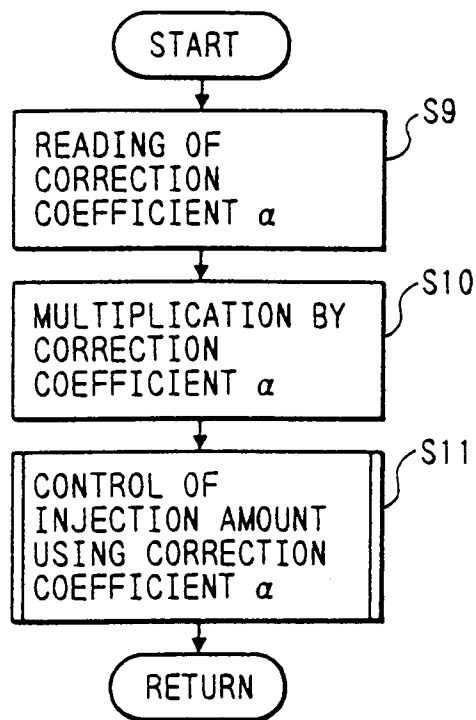 START
S9
READING OF
CORRECTION
COEFFICIENT α
S10
MULTIPLICATION BY
CORRECTION
COEFFICIENT α
S11
CONTROL OF
INJECTION AMOUNT
USING CORRECTION
COEFFICIENT α
RETURN